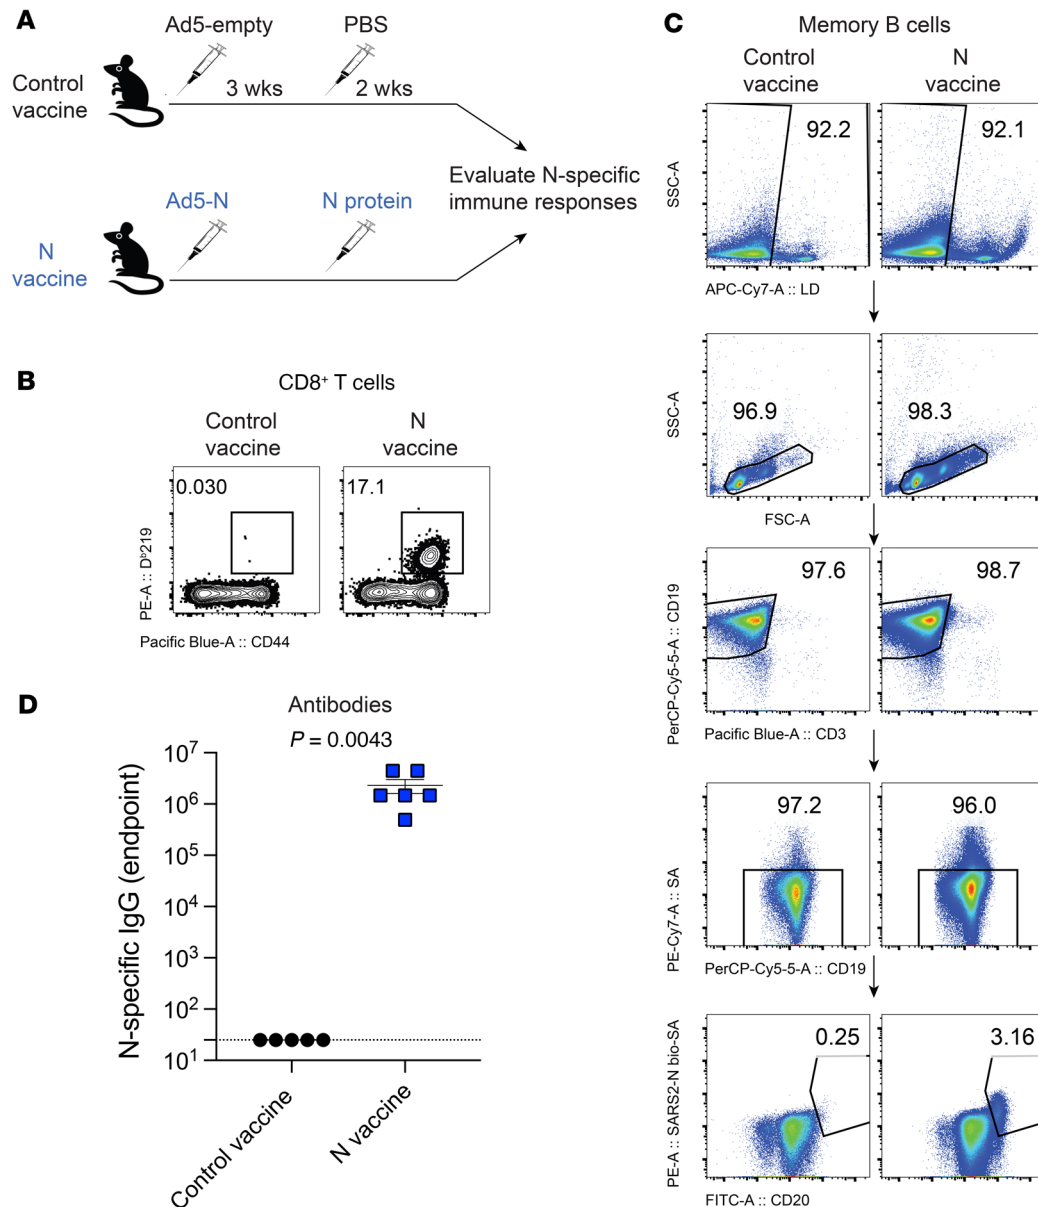 A
Ad5-empty
PBS
Control
vaccine
3 wks
2 wks
Evaluate N-specific
immune responses
Ad5-N
N protein
N
vaccine
B
CD8⁺ T cells
Control
vaccine
N
vaccine
0.030
17.1
PE-A :: Dᵇ219
Pacific Blue-A :: CD44
C
Memory B cells
Control
vaccine
N
vaccine
92.2
92.1
SSC-A
APC-Cy7-A :: LD
96.9
98.3
SSC-A
FSC-A
97.6
98.7
PerCP-Cy5-5-A :: CD19
Pacific Blue-A :: CD3
97.2
96.0
PE-Cy7-A :: SA
PerCP-Cy5-5-A :: CD19
0.25
3.16
PE-A :: SARS2-N bio-SA
FITC-A :: CD20
D
Antibodies
P = 0.0043
N-specific IgG (endpoint)
10⁷
10⁶
10⁵
10⁴
10³
10²
10¹
Control vaccine
N vaccine